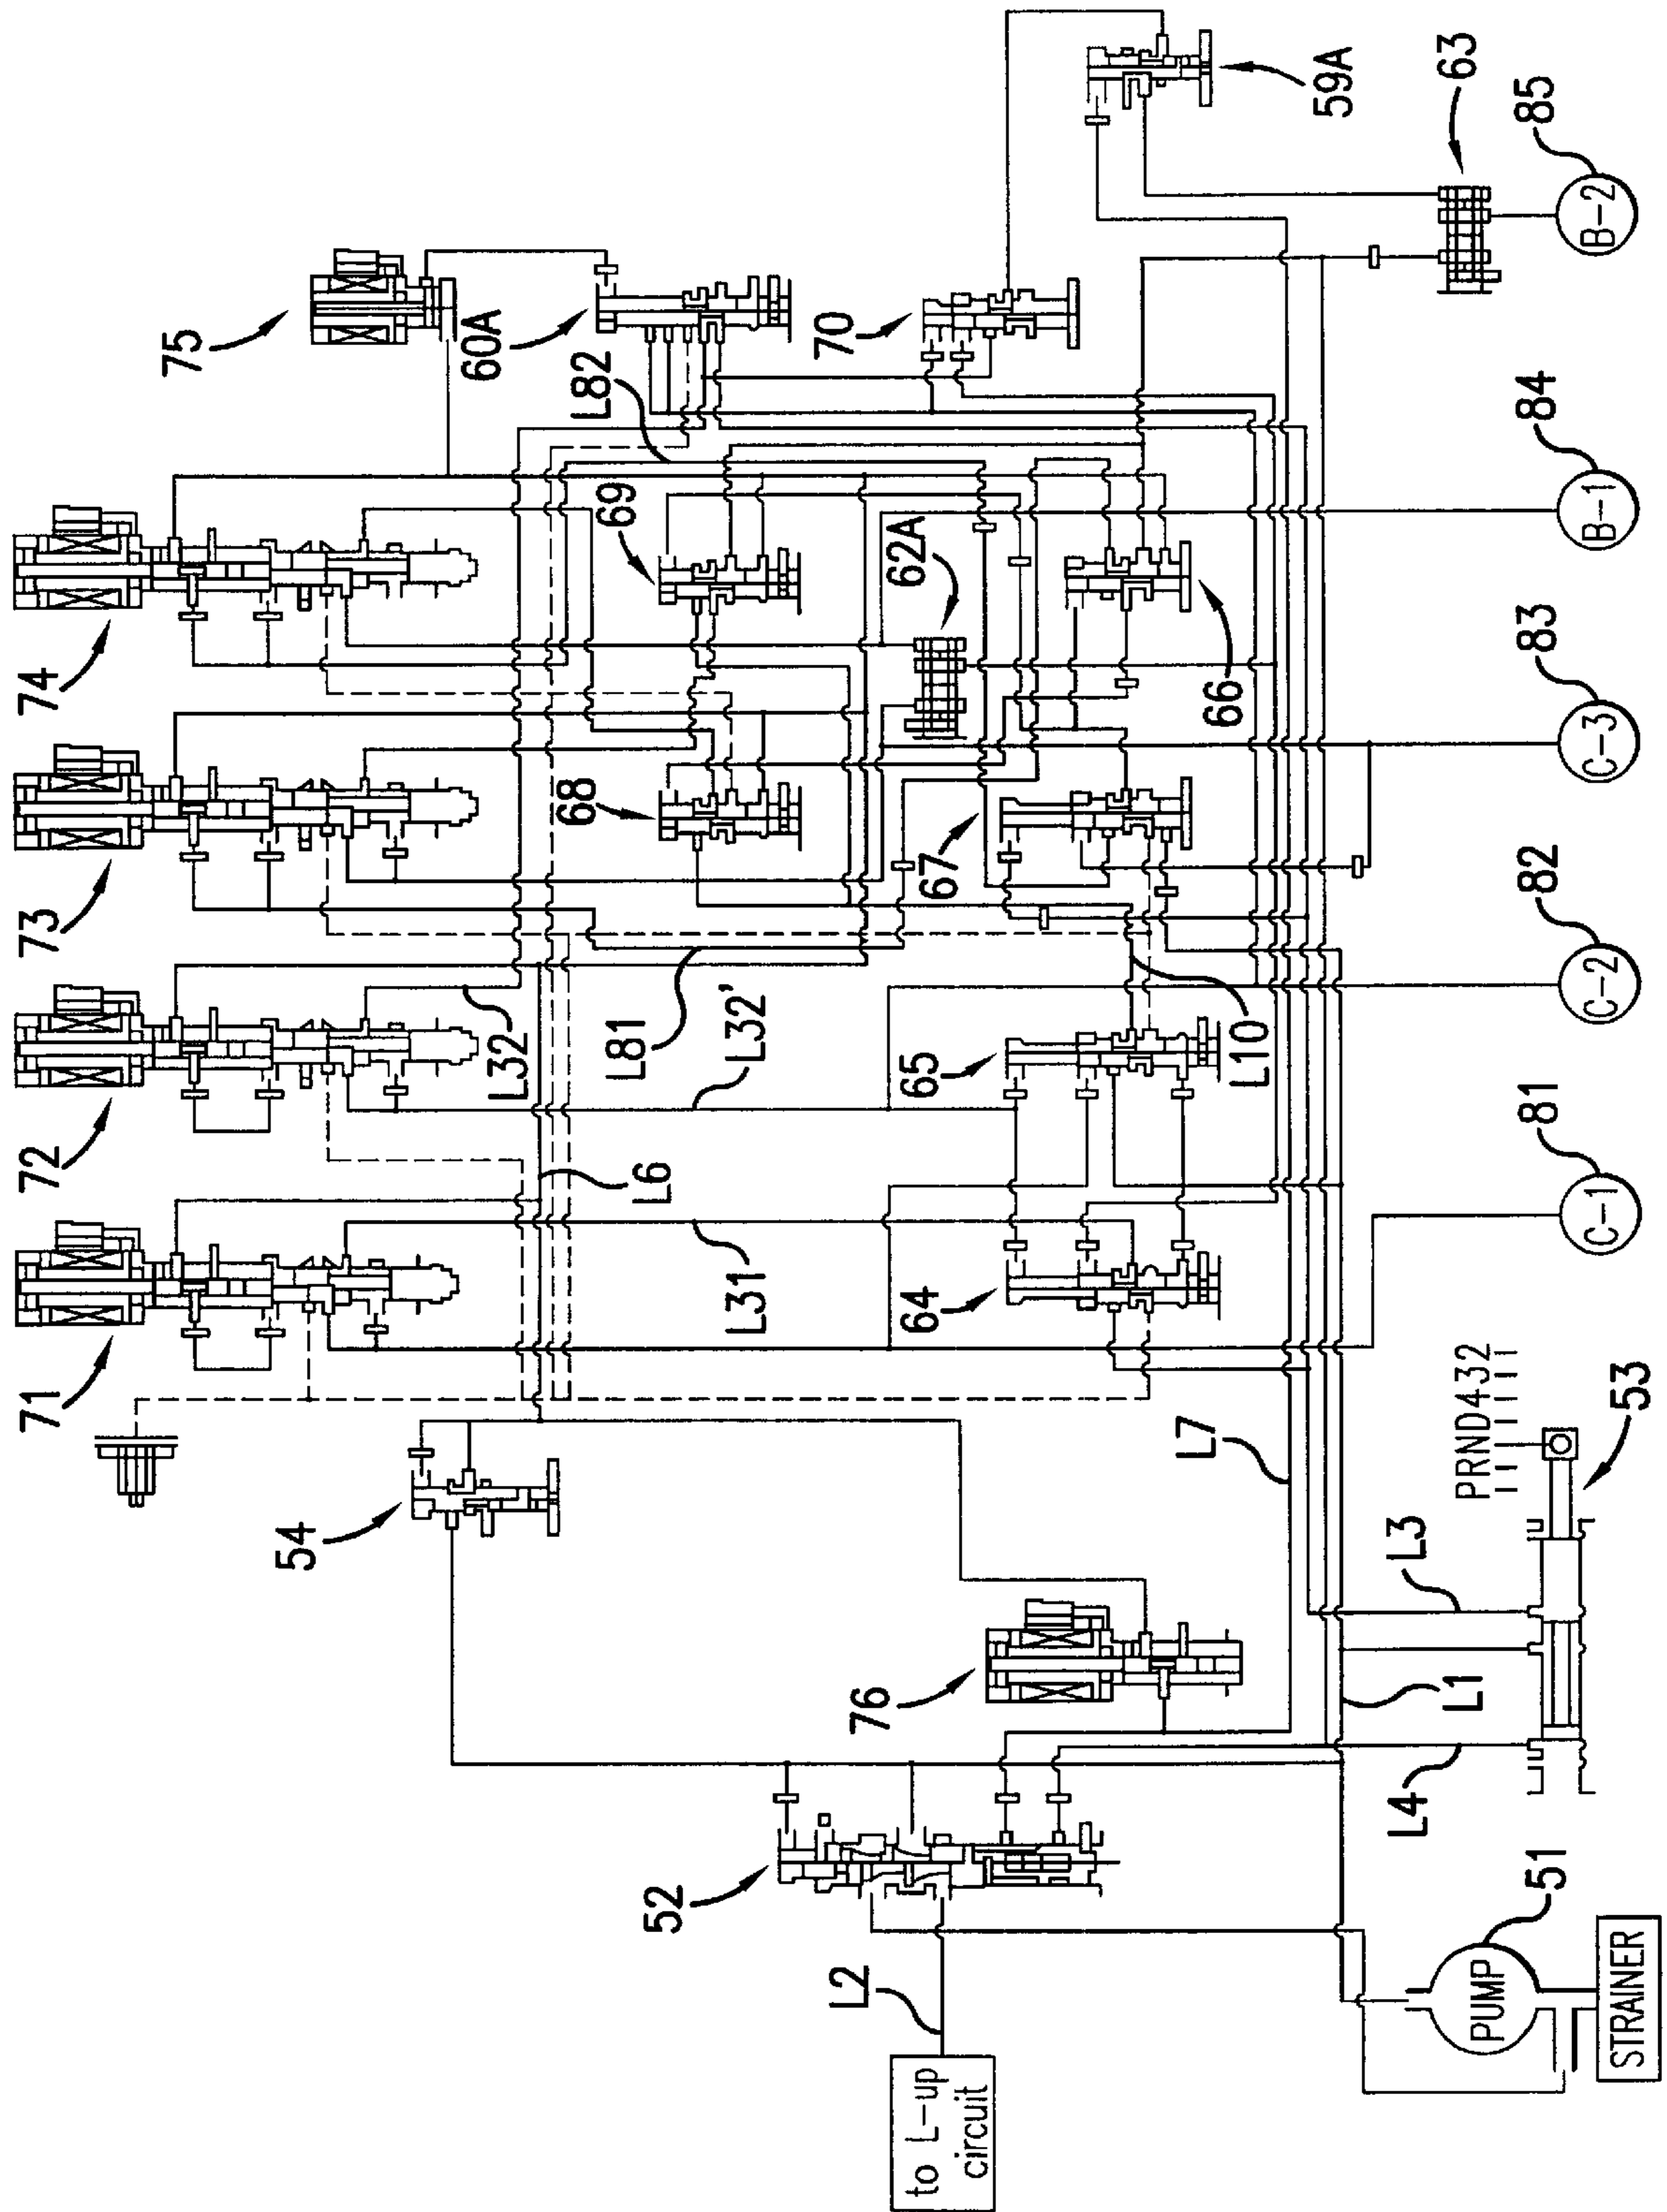 71
72
73
74
75
60A
L82
69
68
62A
70
59A
63
54
L6
L32
L81
L32'
L31
64
65
67
66
L10
L7
52
76
L2
to L-up
circuit
PRND432
53
L3
L1
L4
51
PUMP
STRAINER
C-1
81
C-2
82
C-3
83
B-1
84
B-2
85